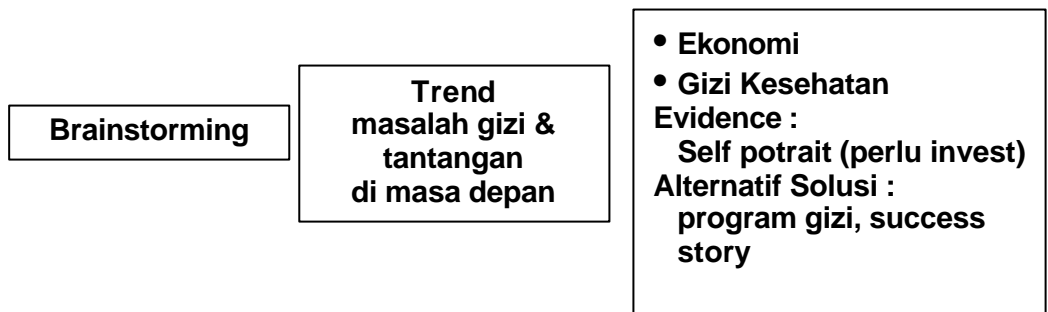 Brainstorming
Trend
masalah gizi &
tantangan
di masa depan
• Ekonomi
• Gizi Kesehatan
Evidence :
Self potrait (perlu invest)
Alternatif Solusi :
program gizi, success
story